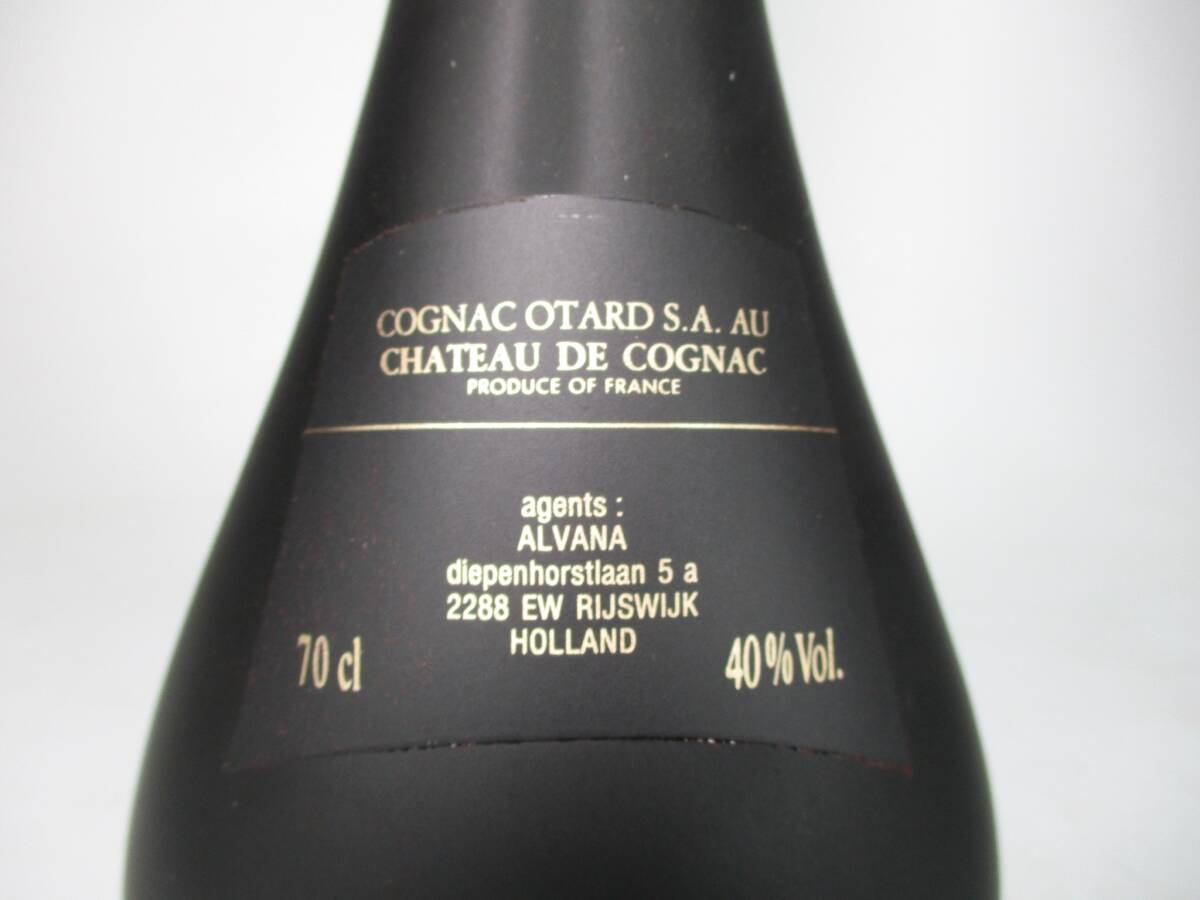 COGNAC OTARD S.A. AU
CHATEAU DE COGNAC
PRODUCE OF FRANCE
agents :
ALVANA
diepenhorstlaan 5 a
2288 EW RIJSWIJK
HOLLAND
70 cl
40% Vol.